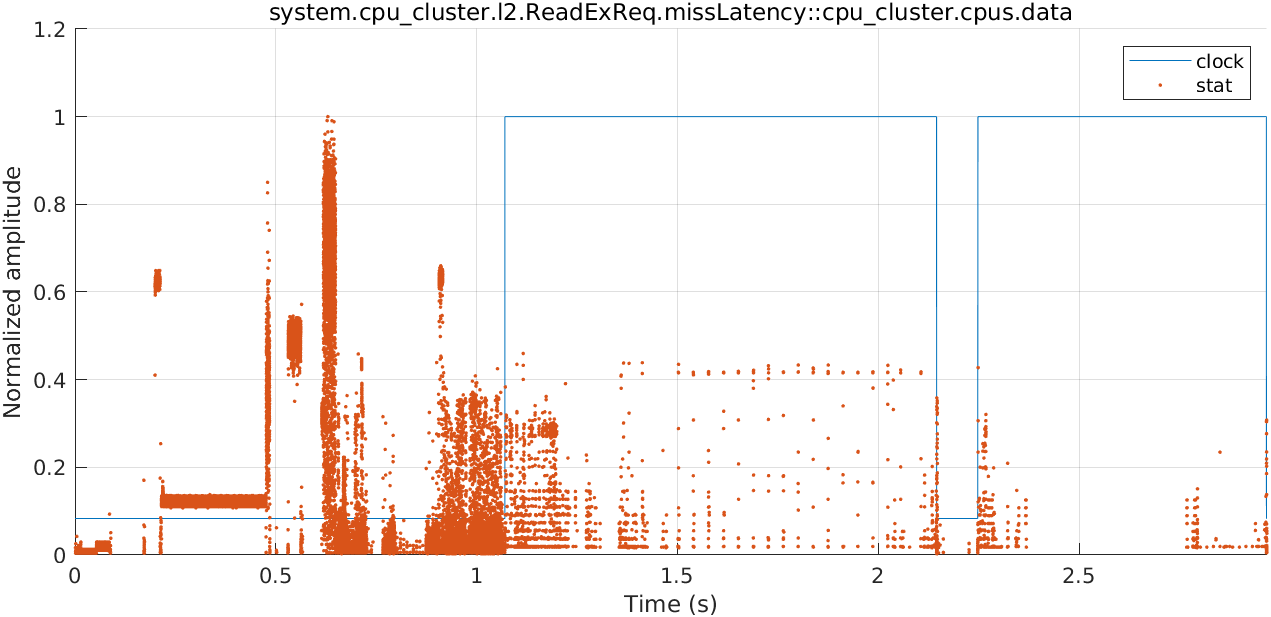 system.cpu_cluster.l2.ReadExReq.missLatency::cpu_cluster.cpus.data
1.2
clock
stat
1
0.8
0.6
0.4
0.2
0
Normalized amplitude
0 0.5 1 1.5 2 2.5
Time (s)